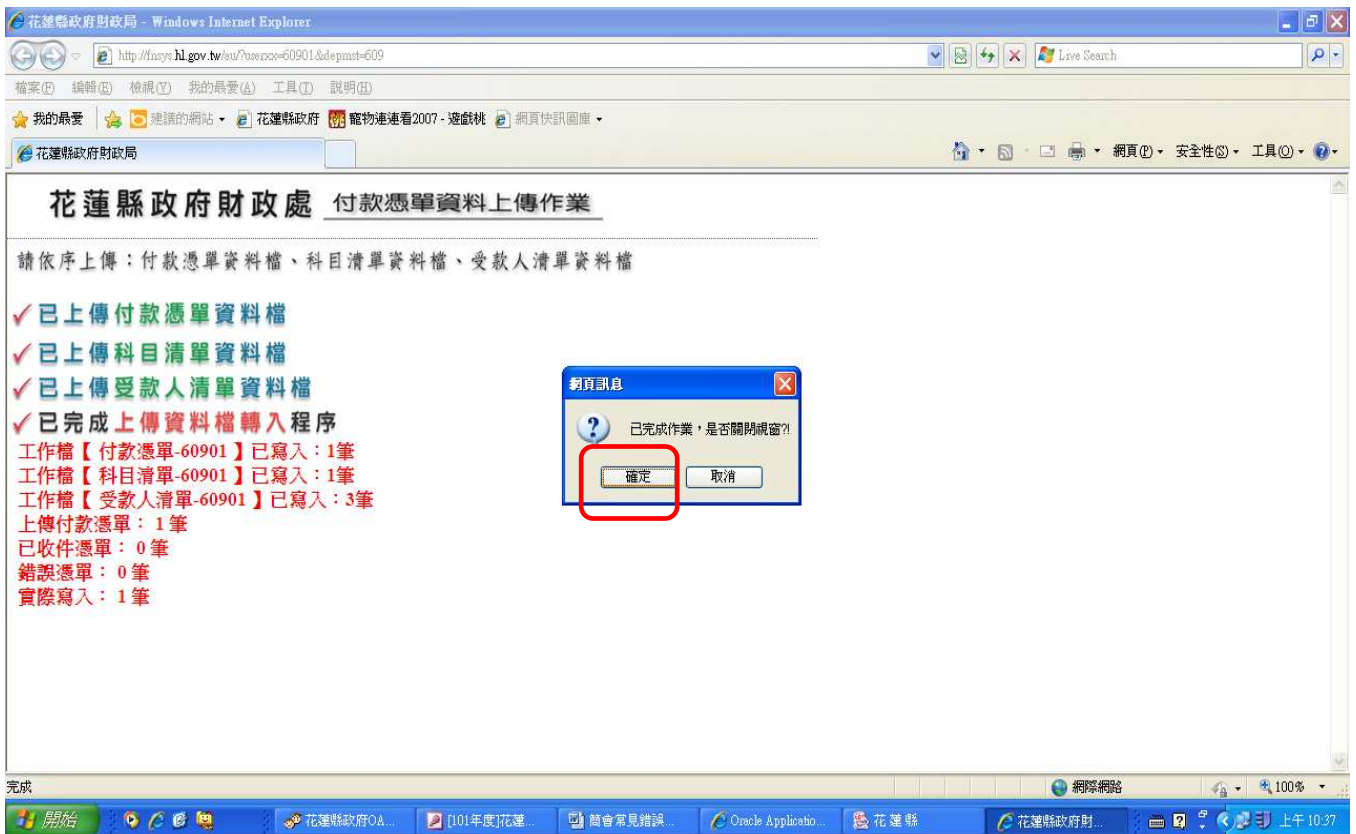 花蓮縣政府財政局 - Windows Internet Explorer
http://fnsys.hl.gov.tw/au/?userxxx=60901&depmst=609
Live Search
檔案(F) 編輯(E) 檢視(V) 我的最愛(A) 工具(T) 說明(H)
我的最愛 建議的網站 花蓮縣政府 寵物連連看2007 - 遊戲桃 網頁快訊圖庫
花蓮縣政府財政局
網頁(P) 安全性(S) 工具(O)
花蓮縣政府財政處 付款憑單資料上傳作業
請依序上傳：付款憑單資料檔、科目清單資料檔、受款人清單資料檔
已上傳付款憑單資料檔
已上傳科目清單資料檔
已上傳受款人清單資料檔
已完成上傳資料檔轉入程序
工作檔【 付款憑單-60901 】已寫入：1筆
工作檔【 科目清單-60901 】已寫入：1筆
工作檔【 受款人清單-60901 】已寫入：3筆
上傳付款憑單： 1 筆
已收件憑單： 0 筆
錯誤憑單： 0 筆
實際寫入： 1 筆
網頁訊息
已完成作業，是否關閉視窗?!
確定 取消
完成
網際網路
100%
開始
花蓮縣政府OA...
[101年度]花蓮...
簡會常見錯誤...
Oracle Applicatio...
花 蓮 縣
花蓮縣政府財...
上午 10:37